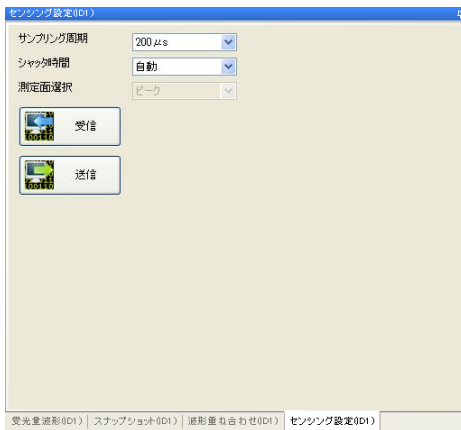 センシング設定(ID1)
サンプリング周期 200μs
シャッタ時間 自動
測定面選択 ピーク
受信
送信
受光量波形(ID1) スナップショット(ID1) 波形重ね合わせ(ID1) センシング設定(ID1)